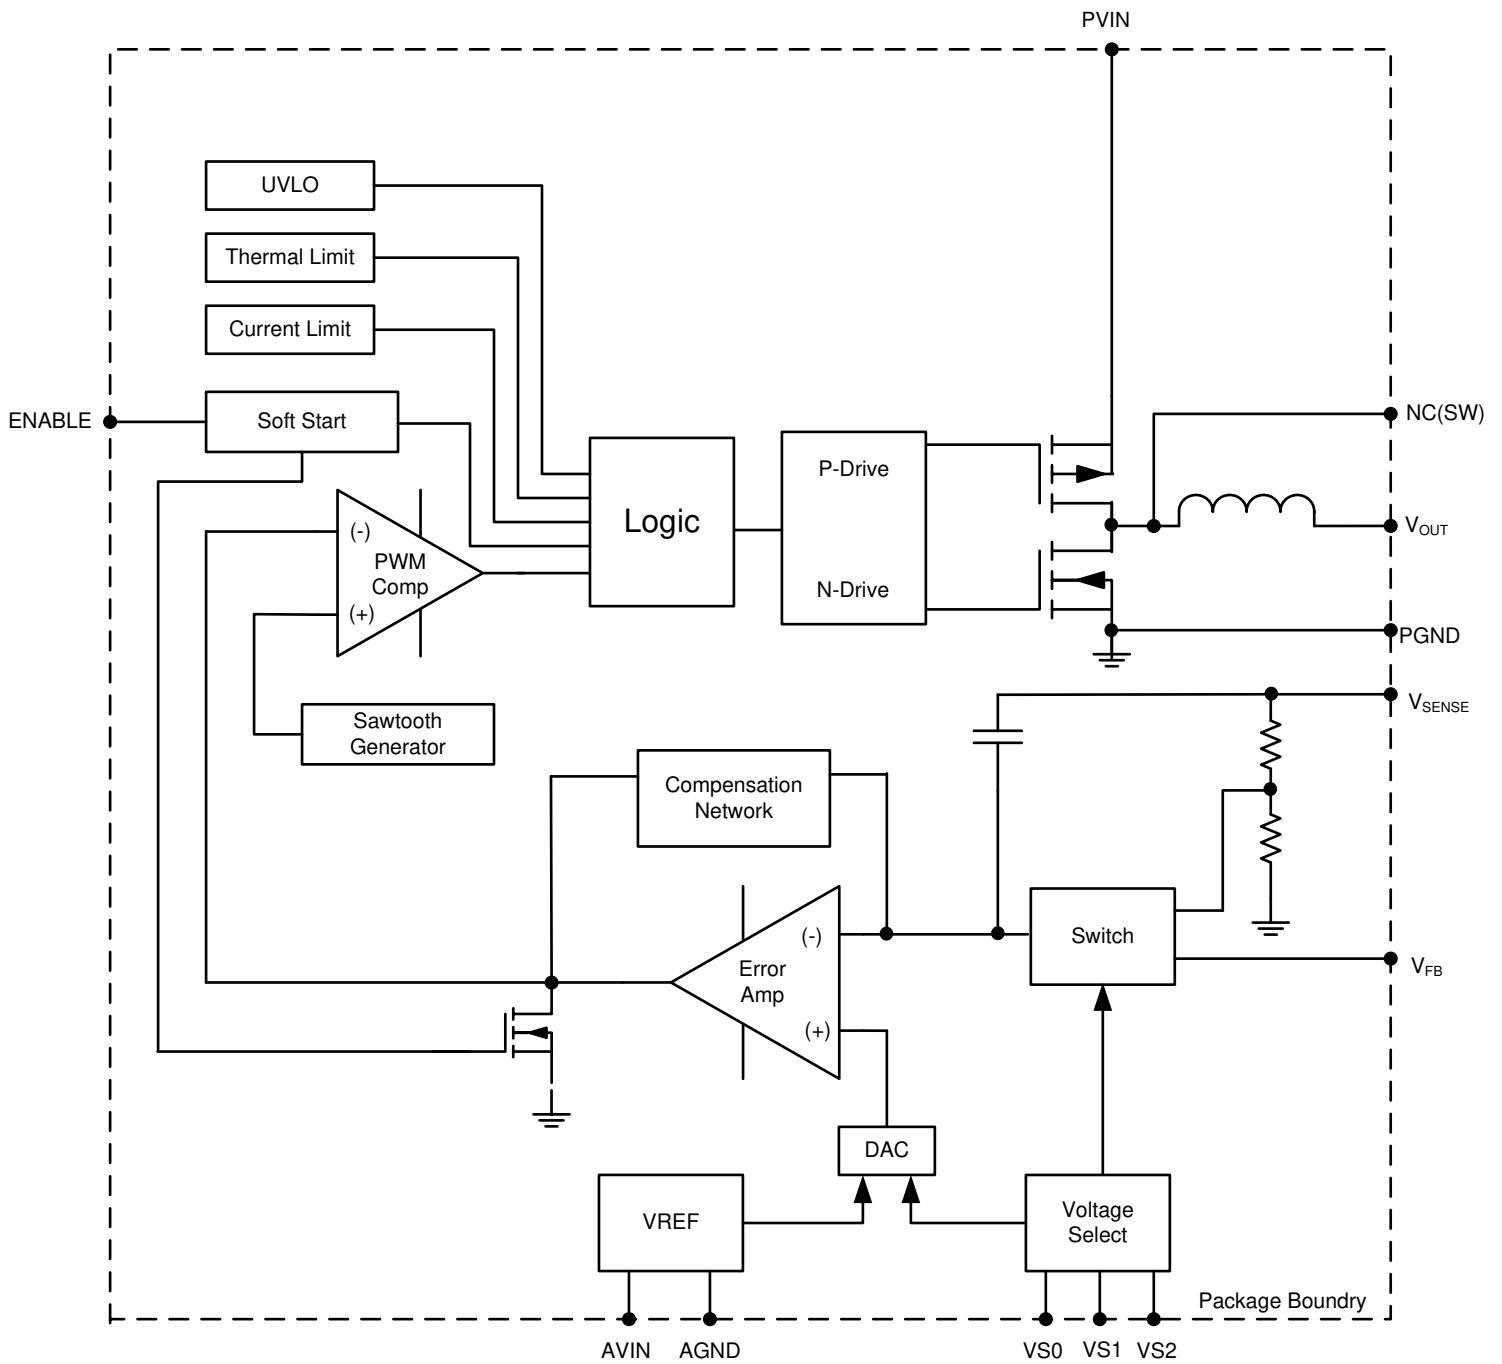 PVIN
UVLO
Thermal Limit
Current Limit
ENABLE
Soft Start
NC(SW)
P-Drive
Logic
(-)
PWM
Comp
(+)
N-Drive
VOUT
PGND
VSENSE
Sawtooth
Generator
Compensation
Network
(-)
Error
Amp
(+)
Switch
VFB
DAC
VREF
Voltage
Select
Package Boundry
AVIN
AGND
VS0
VS1
VS2